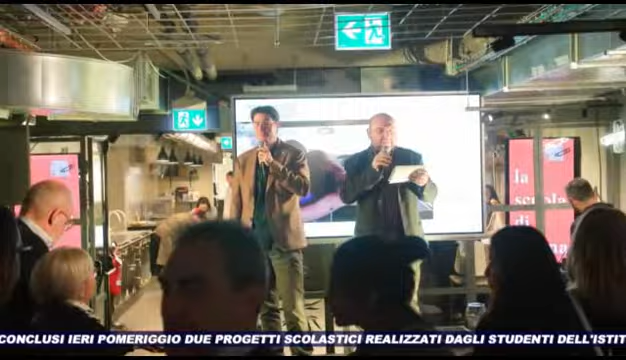 la
scuola
di
CONCLUSI IERI POMERIGGIO DUE PROGETTI SCOLASTICI REALIZZATI DAGLI STUDENTI DELL'ISTIT